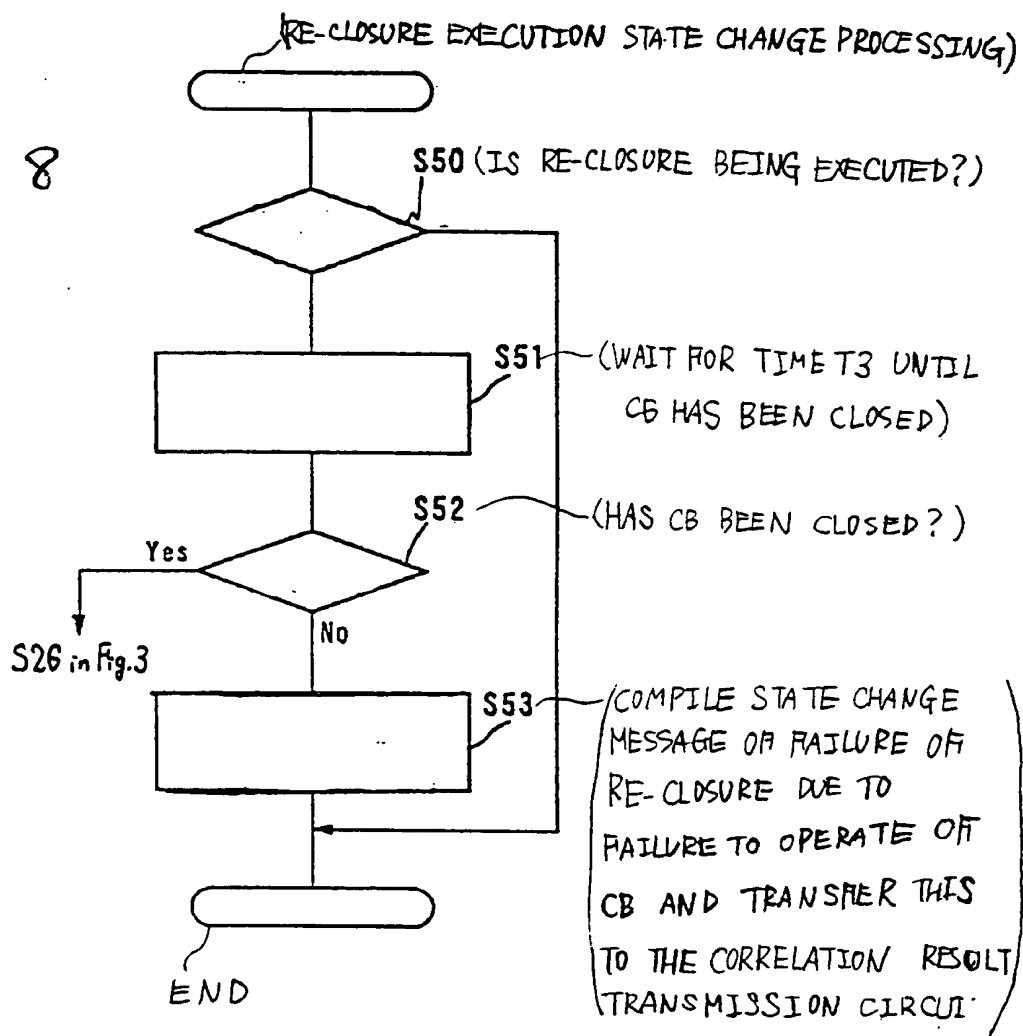 (RE-CLOSURE EXECUTION STATE CHANGE PROCESSING)
8
S50 (IS RE-CLOSURE BEING EXECUTED?)
S51 (WAIT FOR TIME T3 UNTIL
CB HAS BEEN CLOSED)
S52 (HAS CB BEEN CLOSED?)
Yes
No
S26 in Fig.3
S53 (COMPILE STATE CHANGE
MESSAGE OF FAILURE OF
RE-CLOSURE DUE TO
FAILURE TO OPERATE OF
CB AND TRANSFER THIS
TO THE CORRELATION RESULT
TRANSMISSION CIRCUI
END